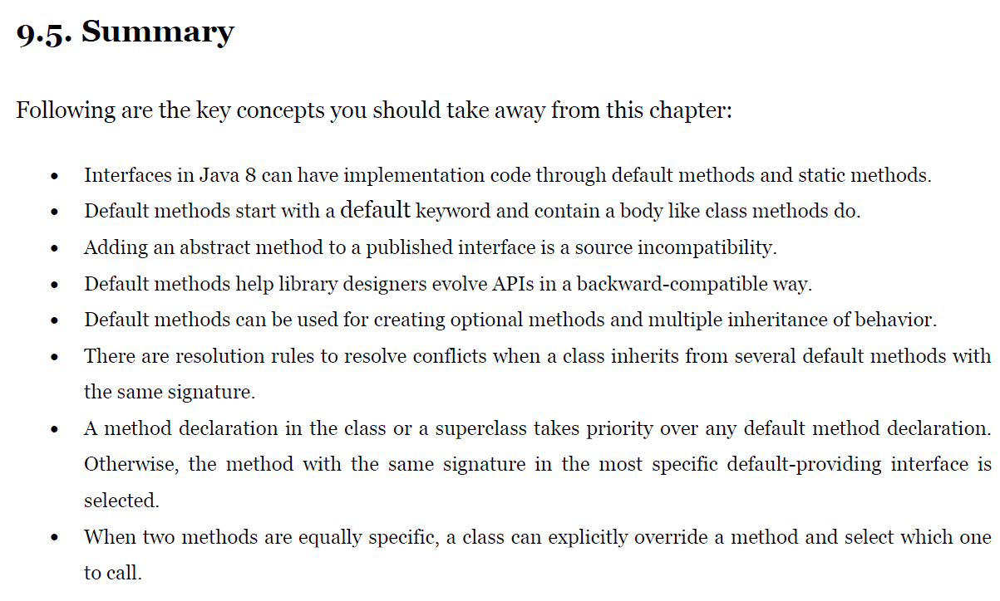 9.5. Summary
Following are the key concepts you should take away from this chapter:
• Interfaces in Java 8 can have implementation code through default methods and static methods.
• Default methods start with a default keyword and contain a body like class methods do.
• Adding an abstract method to a published interface is a source incompatibility.
• Default methods help library designers evolve APIs in a backward-compatible way.
• Default methods can be used for creating optional methods and multiple inheritance of behavior.
• There are resolution rules to resolve conflicts when a class inherits from several default methods with
the same signature.
• A method declaration in the class or a superclass takes priority over any default method declaration.
Otherwise, the method with the same signature in the most specific default-providing interface is
selected.
• When two methods are equally specific, a class can explicitly override a method and select which one
to call.